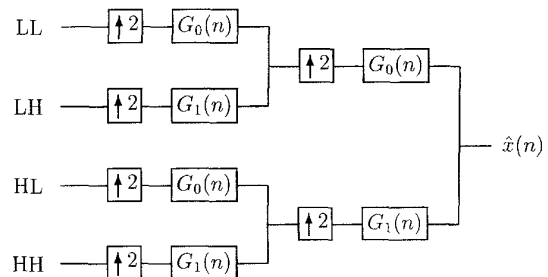 LL ↑2 G₀(n)
↑2 G₀(n)
LH ↑2 G₁(n)
x̂(n)
HL ↑2 G₀(n)
↑2 G₁(n)
HH ↑2 G₁(n)